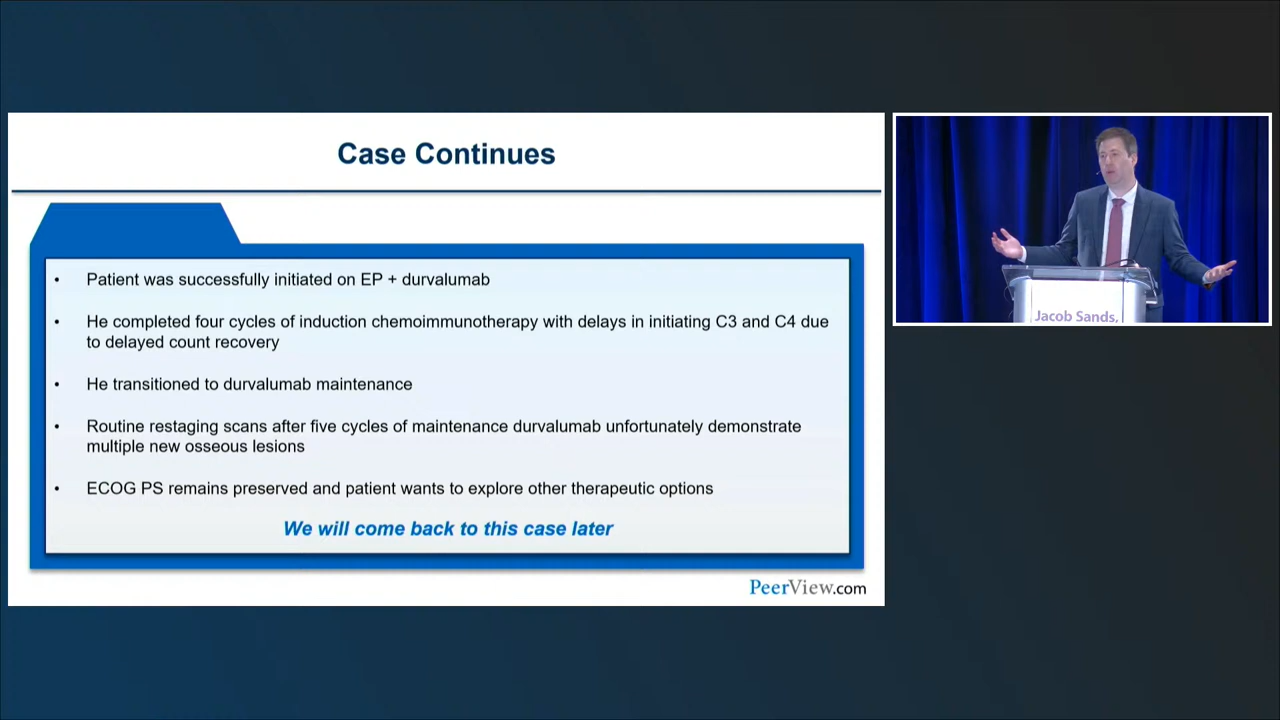 Case Continues
• Patient was successfully initiated on EP + durvalumab
• He completed four cycles of induction chemoimmunotherapy with delays in initiating C3 and C4 due
to delayed count recovery
• He transitioned to durvalumab maintenance
• Routine restaging scans after five cycles of maintenance durvalumab unfortunately demonstrate
multiple new osseous lesions
• ECOG PS remains preserved and patient wants to explore other therapeutic options
We will come back to this case later
PeerView.com
Jacob Sands,